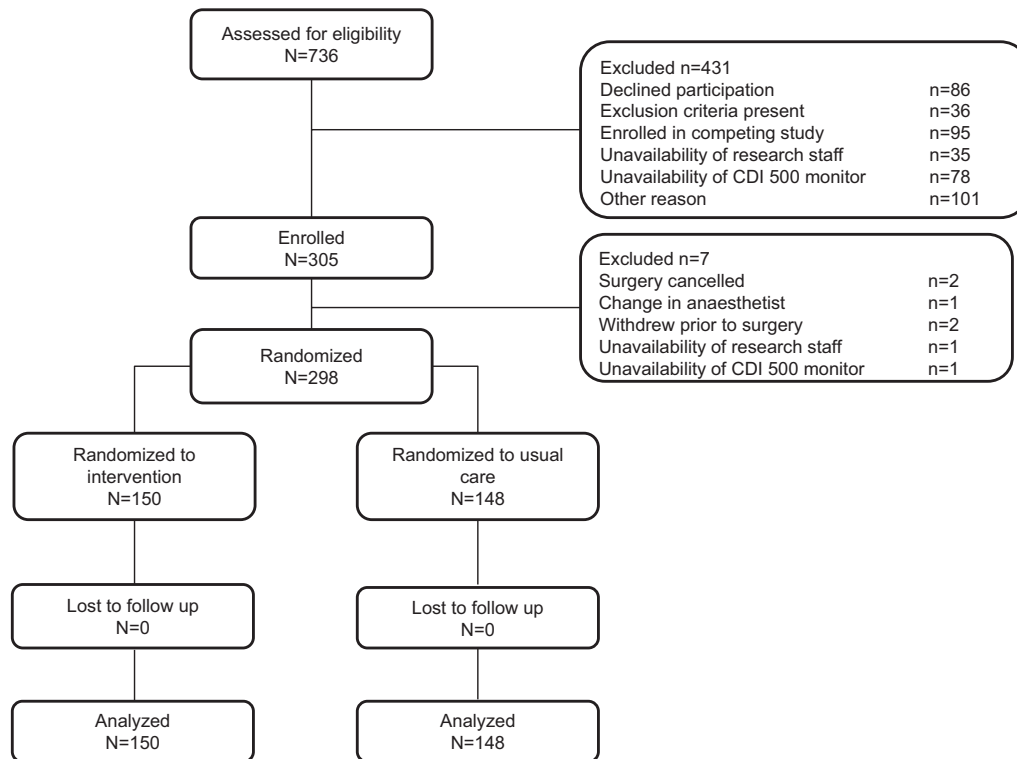 Assessed for eligibility
N=736
Excluded n=431
Declined participation n=86
Exclusion criteria present n=36
Enrolled in competing study n=95
Unavailability of research staff n=35
Unavailability of CDI 500 monitor n=78
Other reason n=101
Enrolled
N=305
Excluded n=7
Surgery cancelled n=2
Change in anaesthetist n=1
Withdrew prior to surgery n=2
Unavailability of research staff n=1
Unavailability of CDI 500 monitor n=1
Randomized
N=298
Randomized to
intervention
N=150
Randomized to usual
care
N=148
Lost to follow up
N=0
Lost to follow up
N=0
Analyzed
N=150
Analyzed
N=148